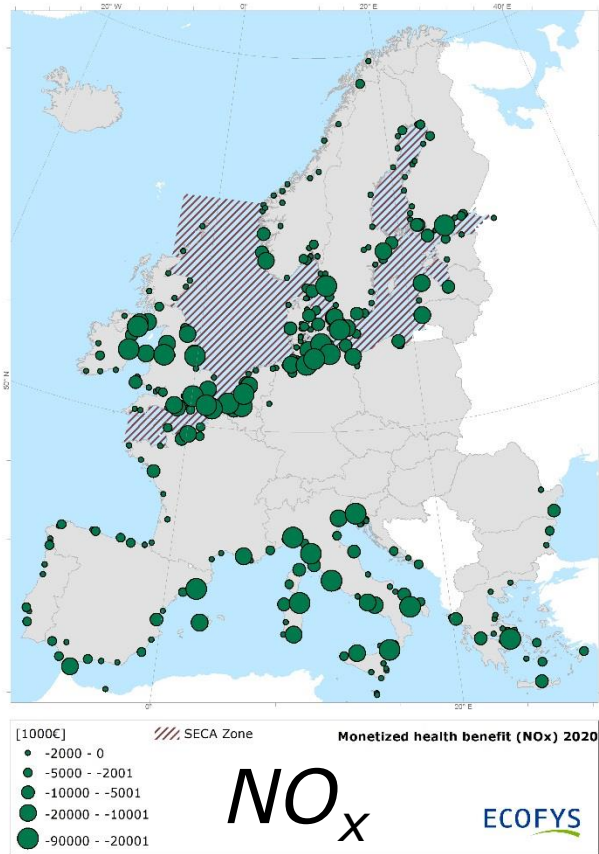 20° W
0°
20° E
40° E
50° N
0°
20° E
[1000€]
SECA Zone
Monetized health benefit (NOx) 2020
-2000 - 0
-5000 - -2001
-10000 - -5001
-20000 - -10001
-90000 - -20001
NOx
ECOFYS